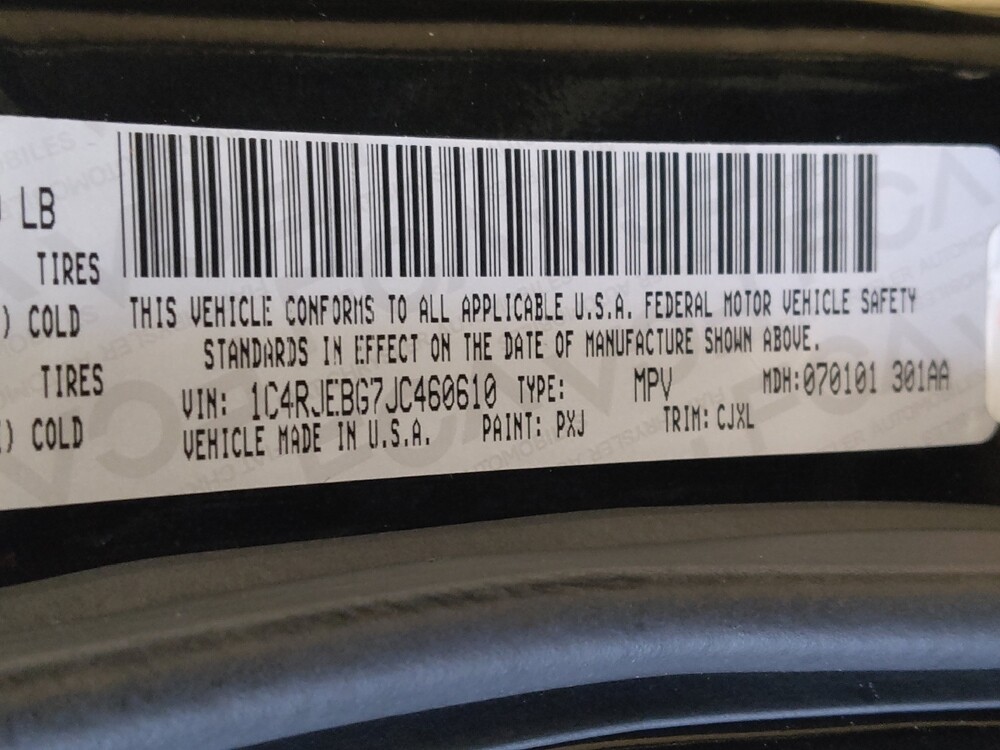 LB
TIRES
) COLD
TIRES
) COLD
THIS VEHICLE CONFORMS TO ALL APPLICABLE U.S.A. FEDERAL MOTOR VEHICLE SAFETY
STANDARDS IN EFFECT ON THE DATE OF MANUFACTURE SHOWN ABOVE.
VIN: 1C4RJEBG7JC460610 TYPE: MPV MDH:070101 301AA
VEHICLE MADE IN U.S.A. PAINT: PXJ TRIM: CJXL